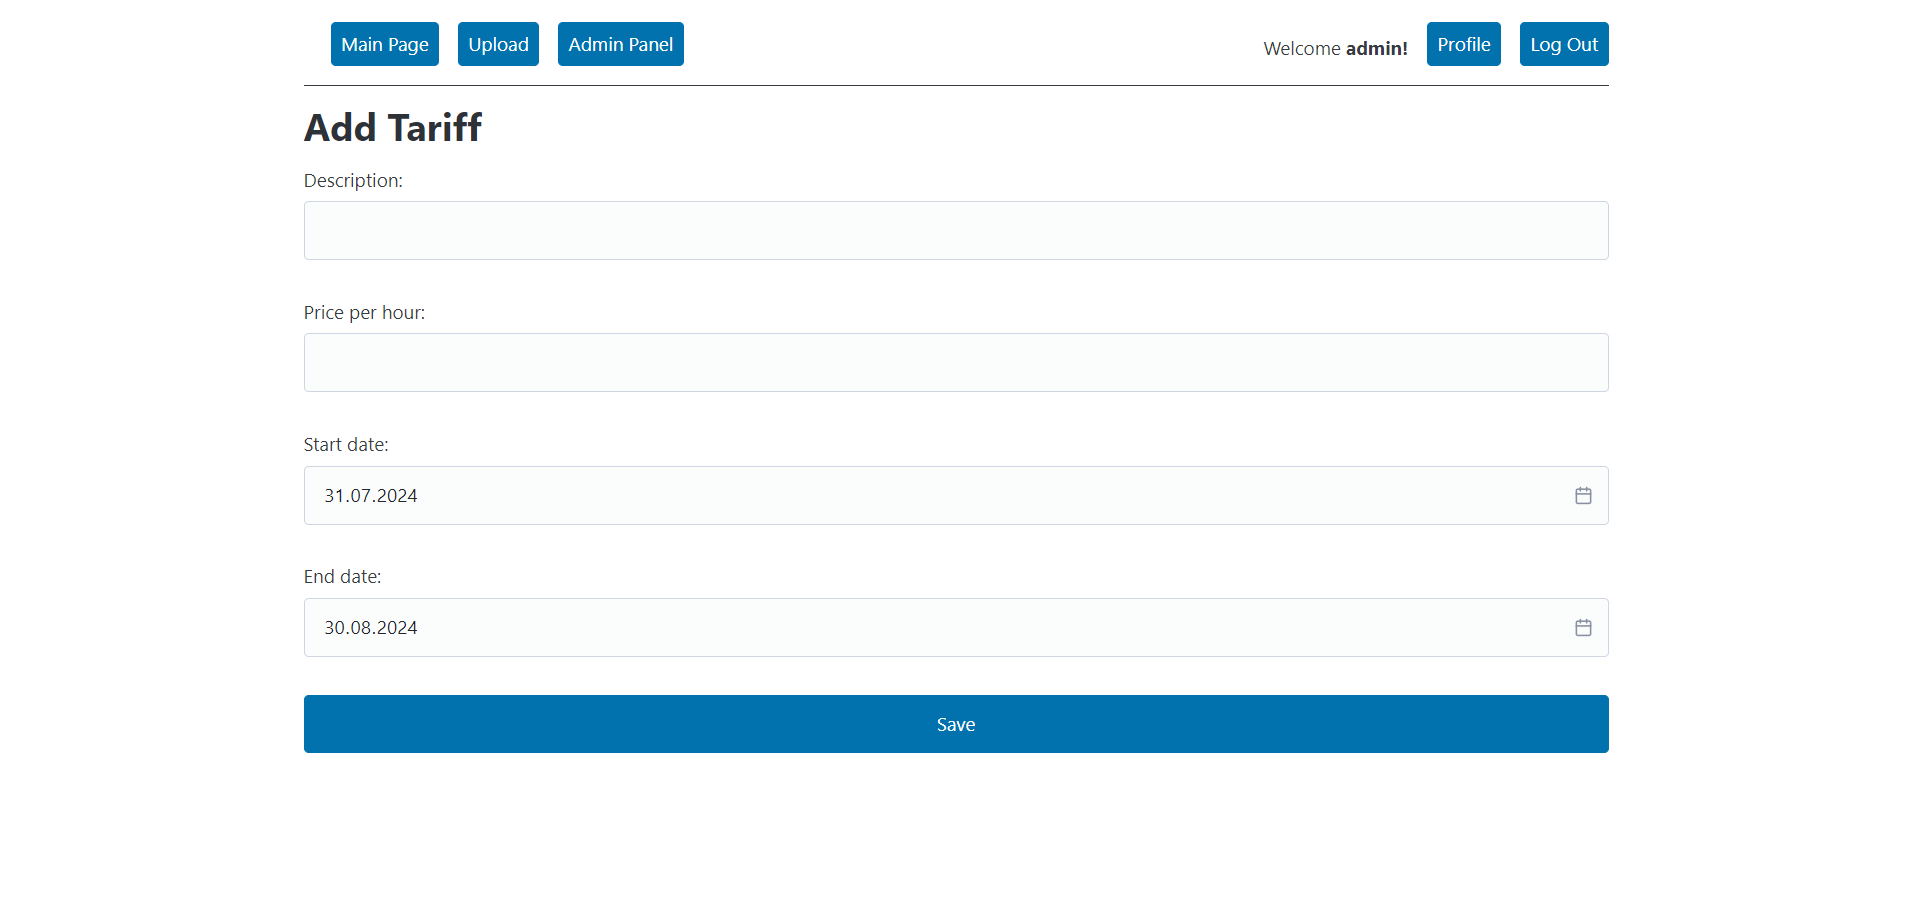 Main Page Upload Admin Panel Welcome admin! Profile Log Out
Add Tariff
Description:
Price per hour:
Start date:
31.07.2024
End date:
30.08.2024
Save